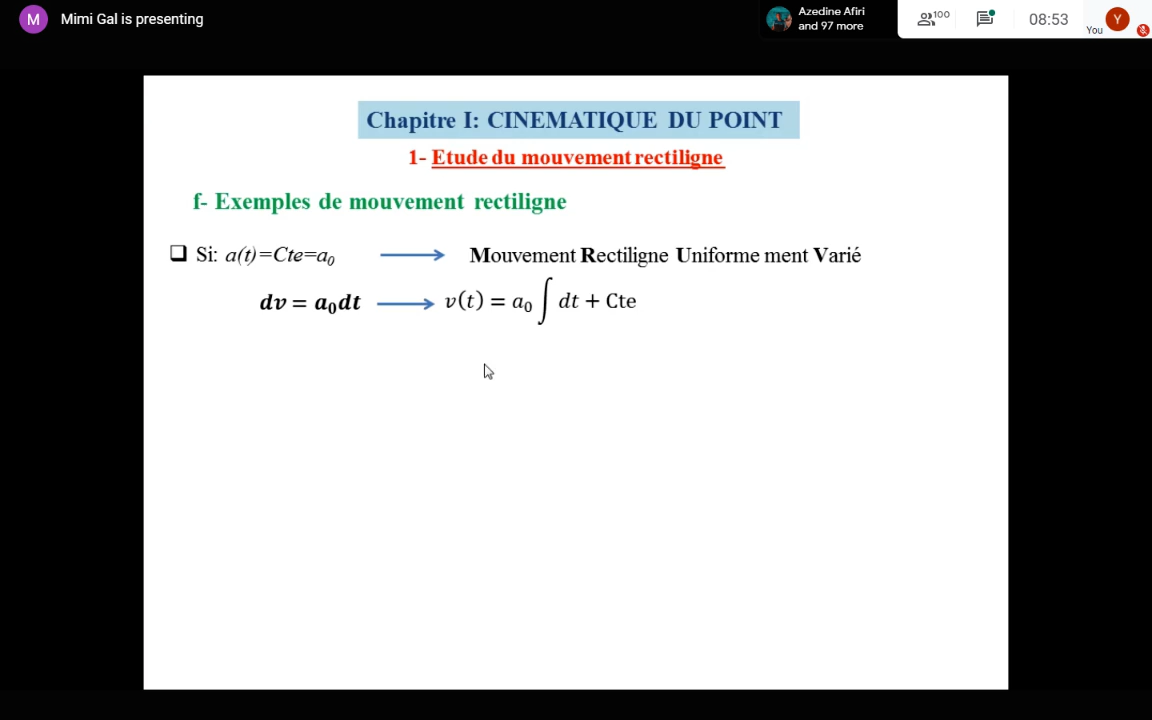 M Mimi Gal is presenting
Azedine Afiri
and 97 more
100
08:53
You
Y
Chapitre I: CINEMATIQUE DU POINT
1- Etude du mouvement rectiligne
f- Exemples de mouvement rectiligne
❑ Si: a(t)=Cte=a₀ ⟶ Mouvement Rectiligne Uniforme ment Varié
dv = a₀dt ⟶ v(t) = a₀ ∫ dt + Cte